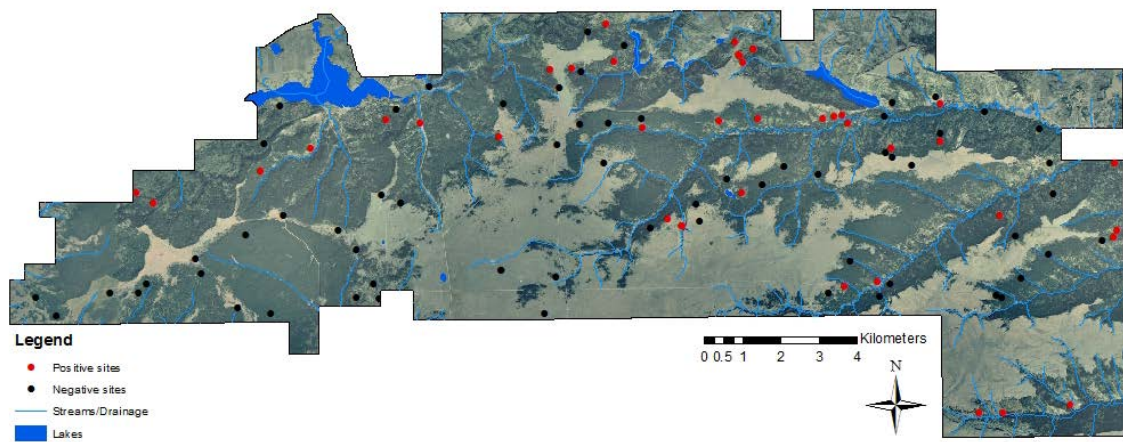 Legend
Positive sites
Negative sites
Streams/Drainage
Lakes
Kilometers
0 0.5 1 2 3 4
N